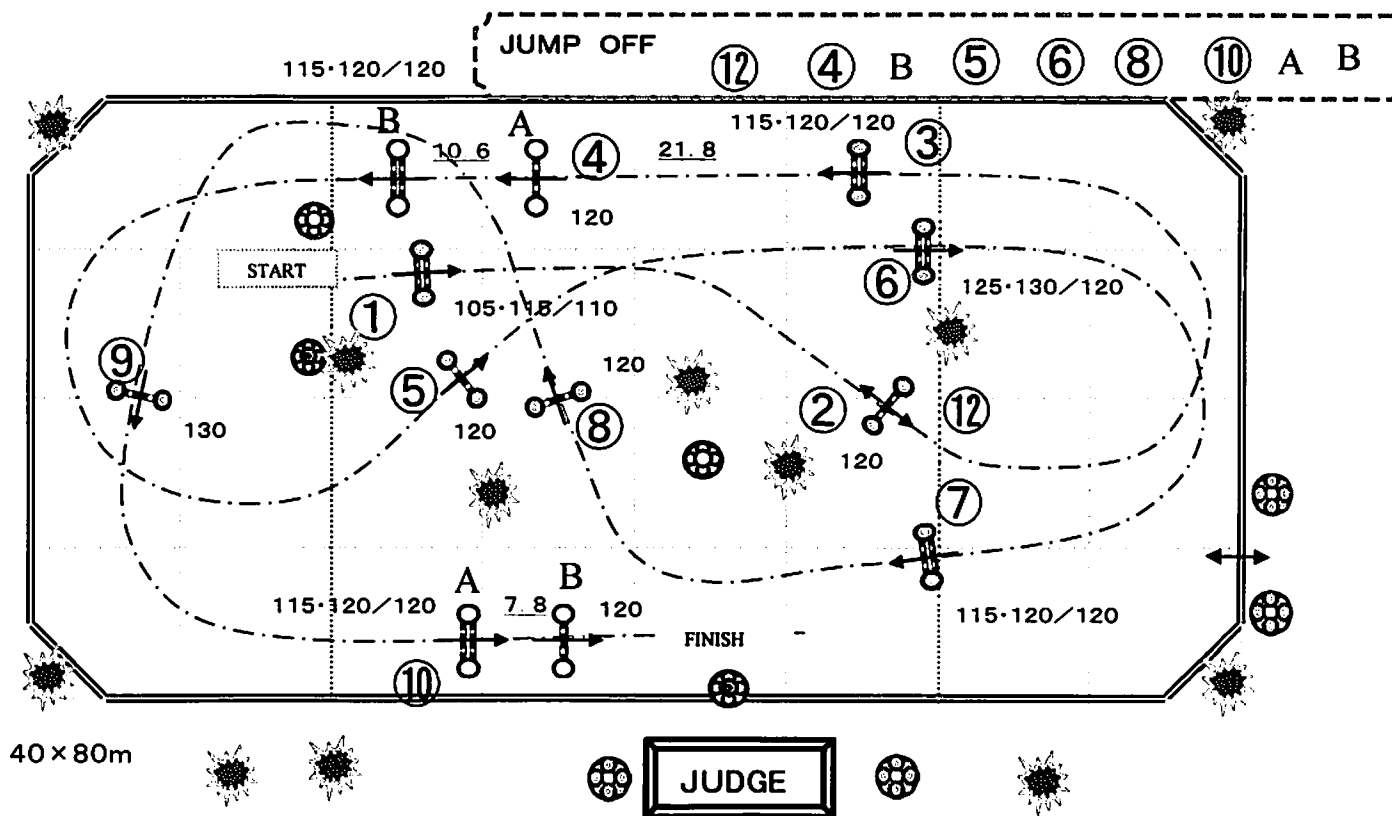 JUMP OFF ⑫ ④ B ⑤ ⑥ ⑧ ⑩ A B
115·120/120
B 10.6 A ④ 21.8 115·120/120 ③
120
START
⑥ 125·130/120
① 105·115/110
⑨ 130
⑤ 120
⑧ 120
② ⑫ 120
⑦ 115·120/120
115·120/120 A 7.8 B 120
⑩
FINISH
40×80m
JUDGE